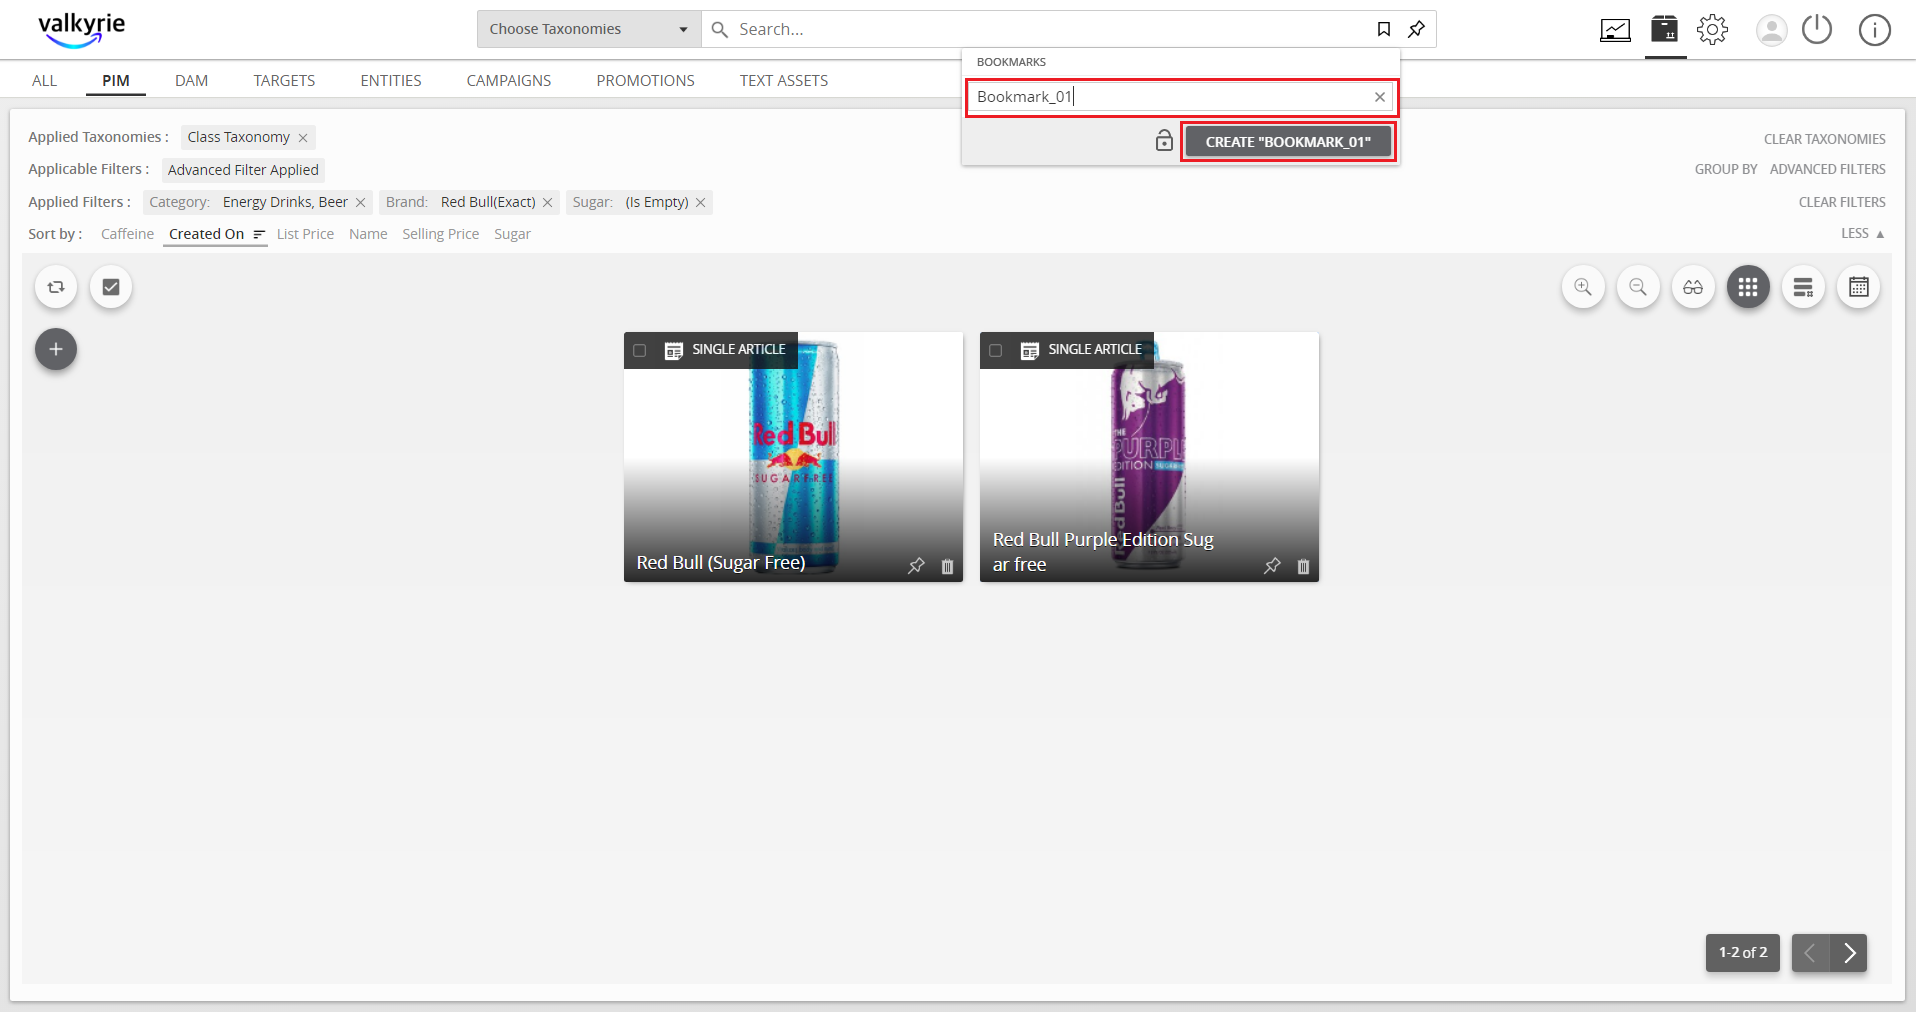 valkyrie
Choose Taxonomies
Search...
BOOKMARKS
Bookmark_01
CREATE "BOOKMARK_01"
ALL PIM DAM TARGETS ENTITIES CAMPAIGNS PROMOTIONS TEXT ASSETS
Applied Taxonomies : Class Taxonomy
CLEAR TAXONOMIES
Applicable Filters : Advanced Filter Applied
GROUP BY ADVANCED FILTERS
Applied Filters : Category: Energy Drinks, Beer Brand: Red Bull(Exact) Sugar: (Is Empty)
CLEAR FILTERS
Sort by : Caffeine Created On List Price Name Selling Price Sugar
LESS
SINGLE ARTICLE
Red Bull
SUGARFREE
Red Bull (Sugar Free)
SINGLE ARTICLE
THE
PURPL
EDITION
Red Bull
Red Bull Purple Edition Sug
ar free
1-2 of 2